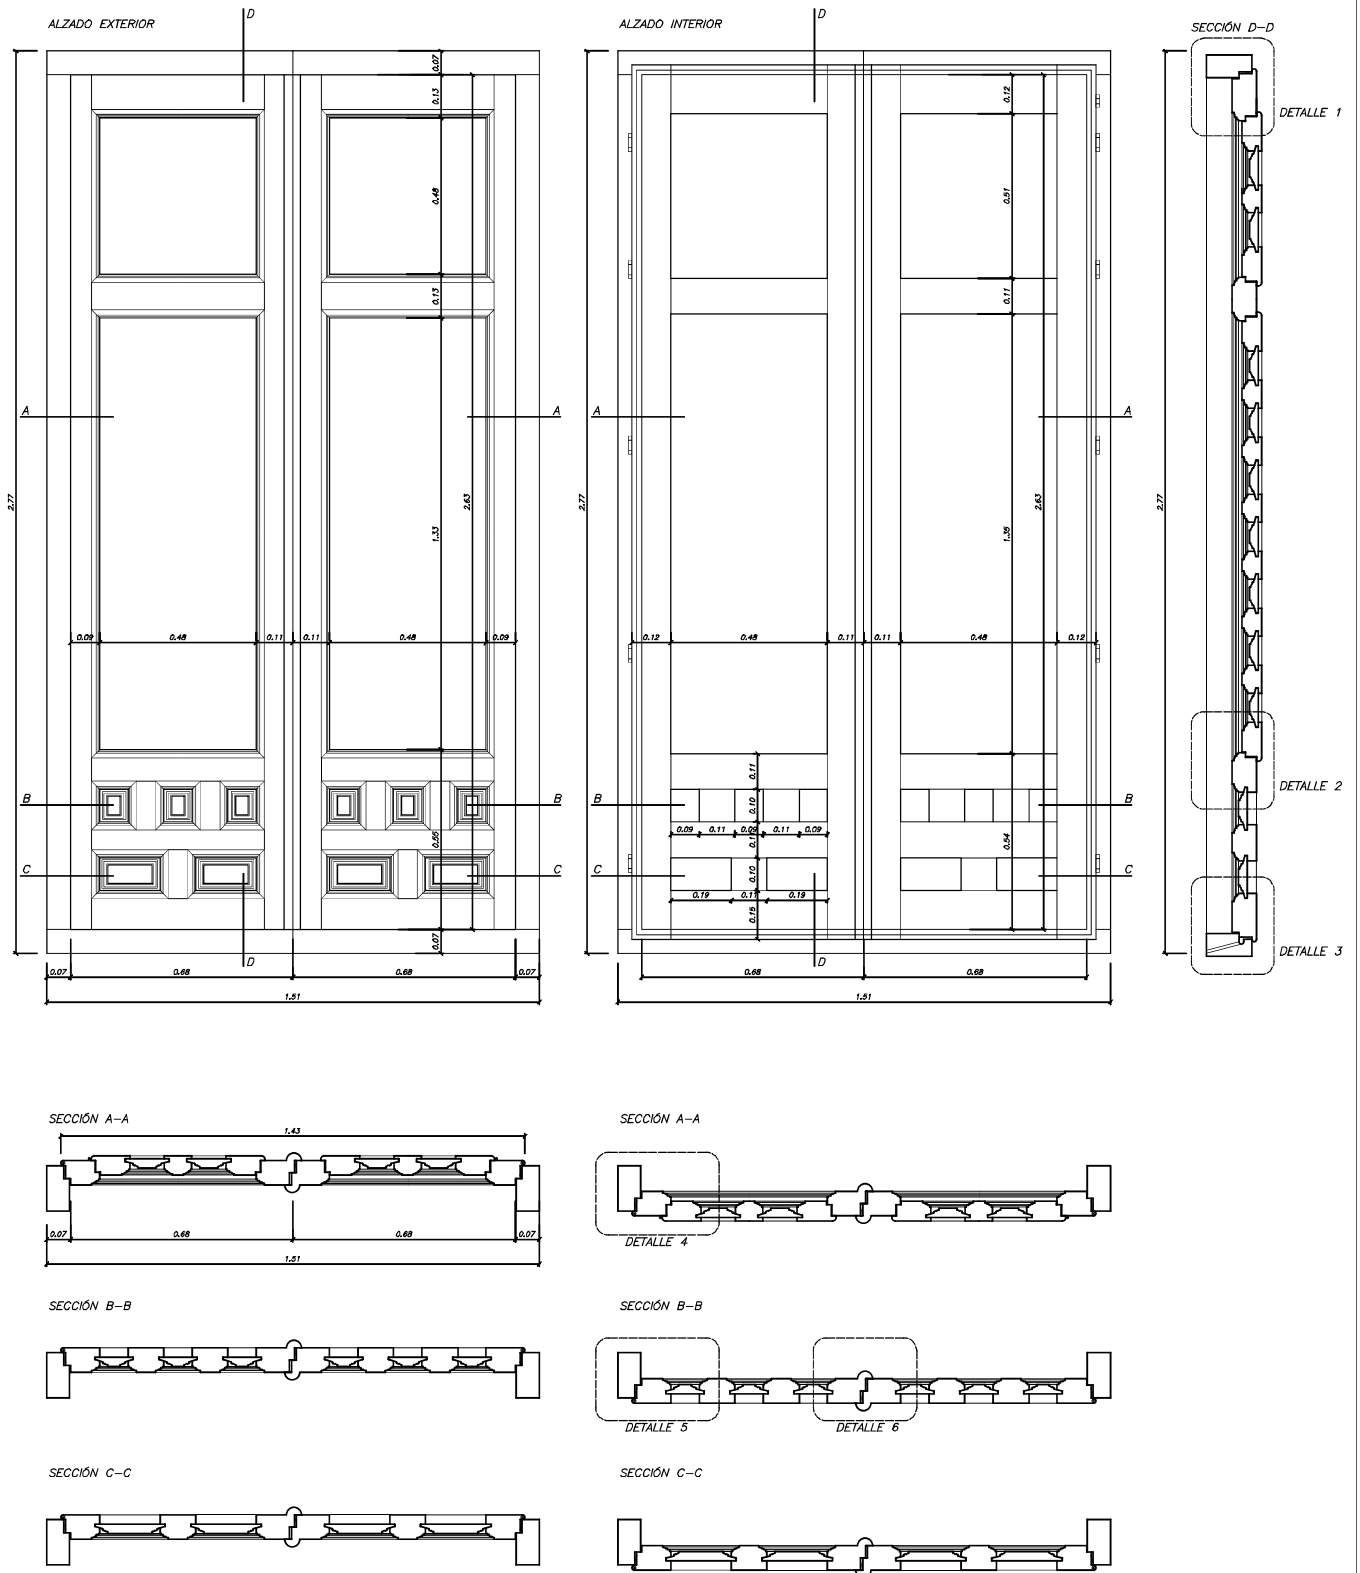 ALZADO EXTERIOR
D
ALZADO INTERIOR
D
SECCIÓN D-D
0.07
0.13
0.12
DETALLE 1
0.48
0.51
0.13
0.11
A
A
A
A
2.77
2.63
1.33
2.77
2.63
1.35
2.77
0.09
0.48
0.11
0.11
0.48
0.09
0.12
0.48
0.11
0.11
0.48
0.12
0.11
DETALLE 2
B
B
B
0.10
B
0.09
0.11
0.09
0.11
0.09
0.55
0.11
0.54
C
C
C
0.10
C
0.19
0.11
0.19
0.15
0.07
DETALLE 3
D
D
0.07
0.68
0.68
0.07
0.68
0.68
1.51
1.51
SECCIÓN A-A
SECCIÓN A-A
1.43
0.07
0.68
0.68
0.07
DETALLE 4
1.51
SECCIÓN B-B
SECCIÓN B-B
DETALLE 5
DETALLE 6
SECCIÓN C-C
SECCIÓN C-C